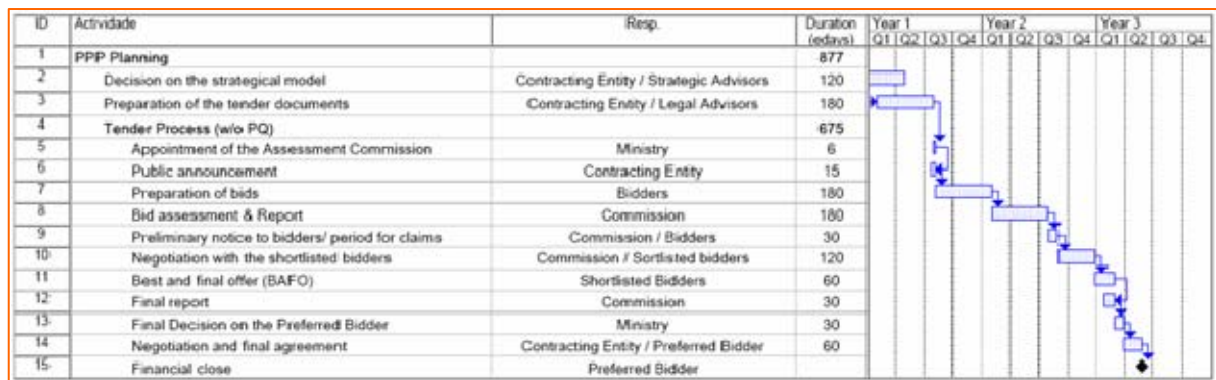 ID Actividade Resp. Duration (edays) Year 1 Year 2 Year 3
Q1 Q2 Q3 Q4 Q1 Q2 Q3 Q4 Q1 Q2 Q3 Q4
1 PPP Planning 877
2 Decision on the strategical model Contracting Entity / Strategic Advisors 120
3 Preparation of the tender documents Contracting Entity / Legal Advisors 180
4 Tender Process (w/o PQ) 675
5 Appointment of the Assessment Commission Ministry 6
6 Public announcement Contracting Entity 15
7 Preparation of bids Bidders 180
8 Bid assessment & Report Commission 180
9 Preliminary notice to bidders/ period for claims Commission / Bidders 30
10 Negotiation with the shortlisted bidders Commission / Sortlisted bidders 120
11 Best and final offer (BAFO) Shortlisted Bidders 60
12 Final report Commission 30
13 Final Decision on the Preferred Bidder Ministry 30
14 Negotiation and final agreement Contracting Entity / Preferred Bidder 60
15 Financial close Preferred Bidder